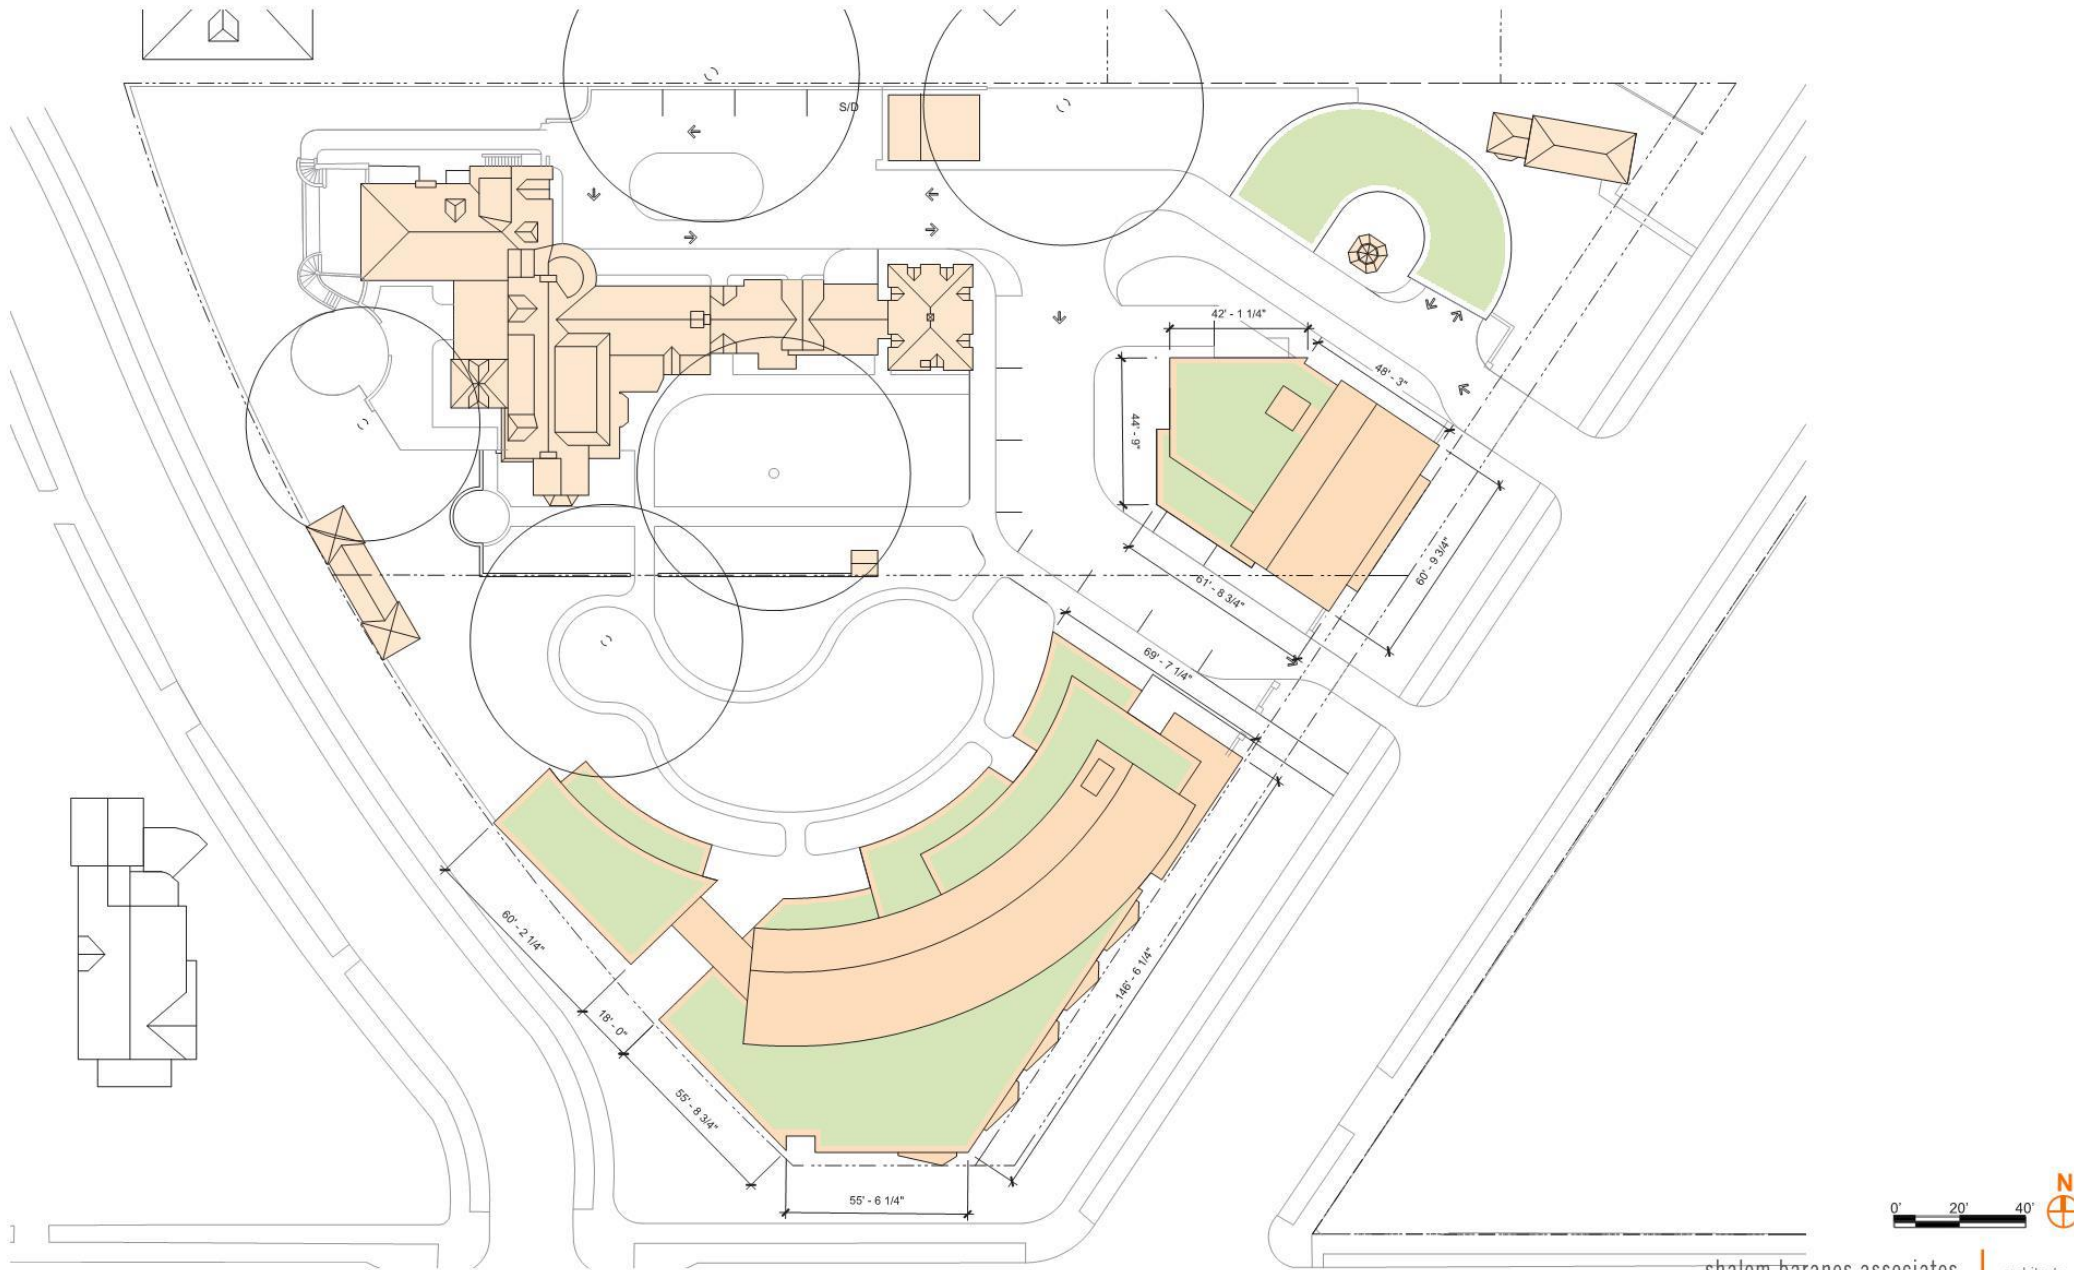 S/D
42' - 1 1/4"
48' - 3"
44' - 9"
60' - 9 3/4"
61' - 8 3/4"
69' - 7 1/4"
60' - 2 1/4"
146' - 6 1/4"
18' - 0"
55' - 8 3/4"
55' - 6 1/4"
N
0' 20' 40'
shalom baranes associates